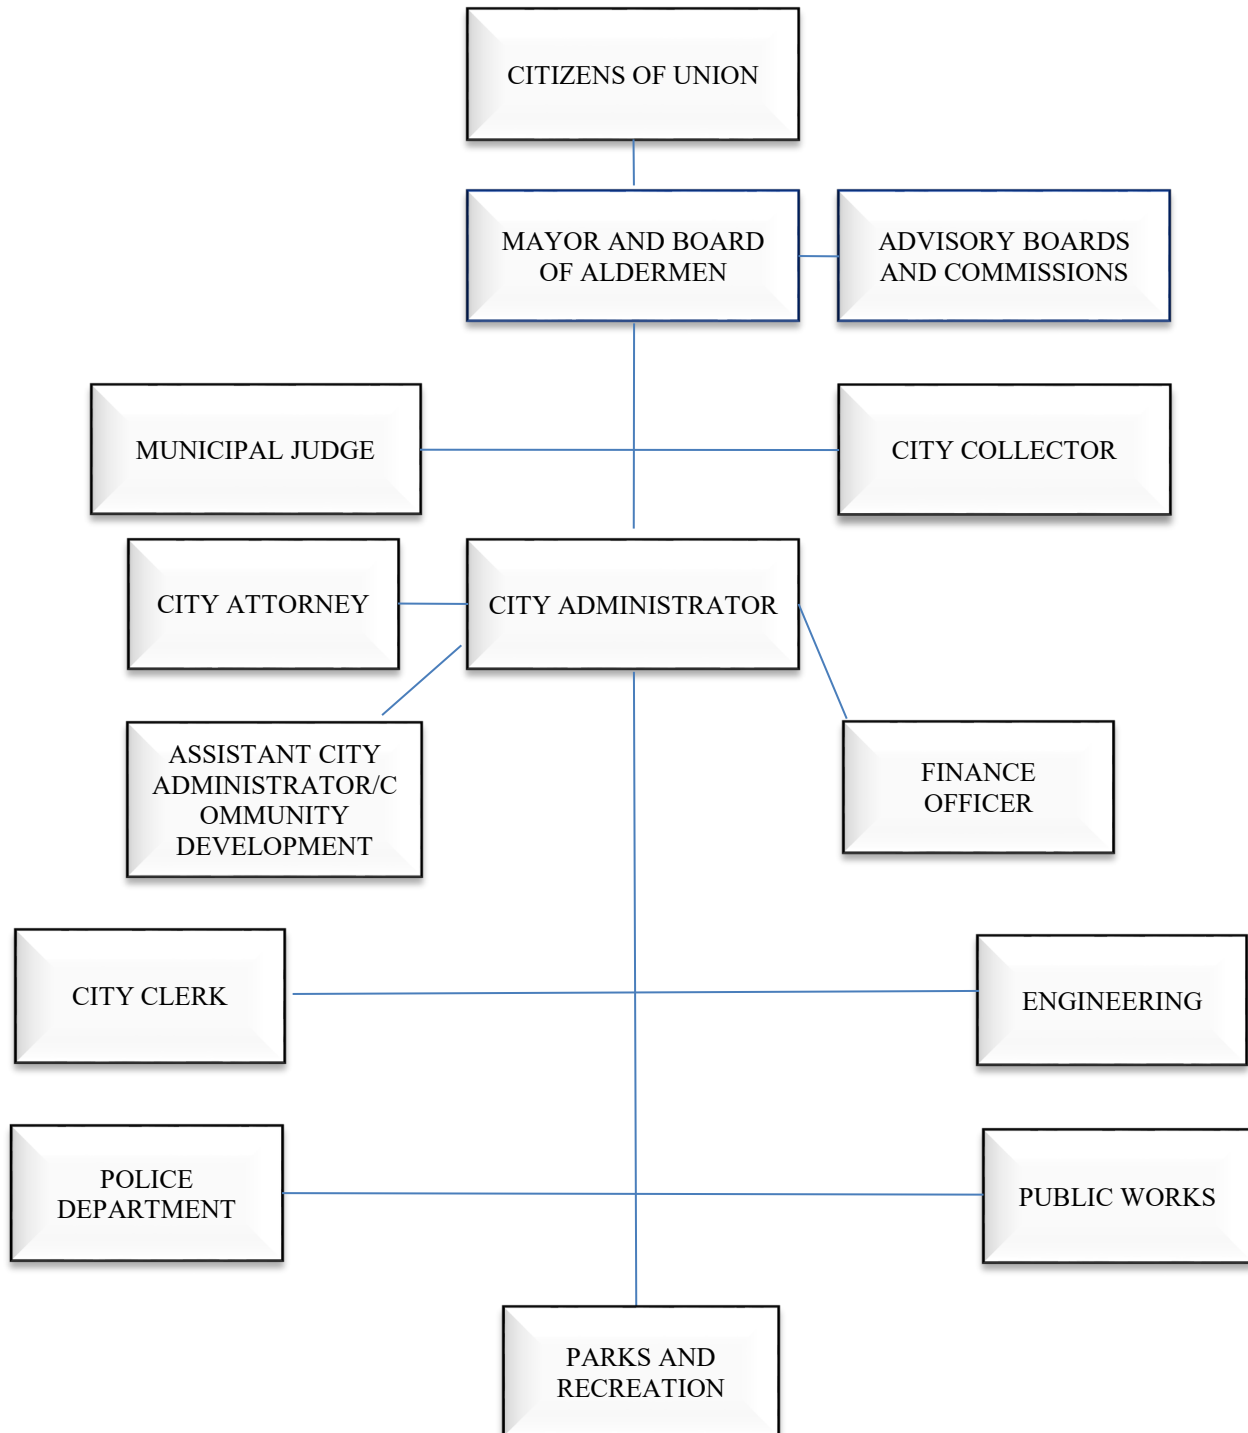 CITIZENS OF UNION
MAYOR AND BOARD
OF ALDERMEN
ADVISORY BOARDS
AND COMMISSIONS
MUNICIPAL JUDGE
CITY COLLECTOR
CITY ATTORNEY
CITY ADMINISTRATOR
ASSISTANT CITY
ADMINISTRATOR/C
OMMUNITY
DEVELOPMENT
FINANCE
OFFICER
CITY CLERK
ENGINEERING
POLICE
DEPARTMENT
PUBLIC WORKS
PARKS AND
RECREATION